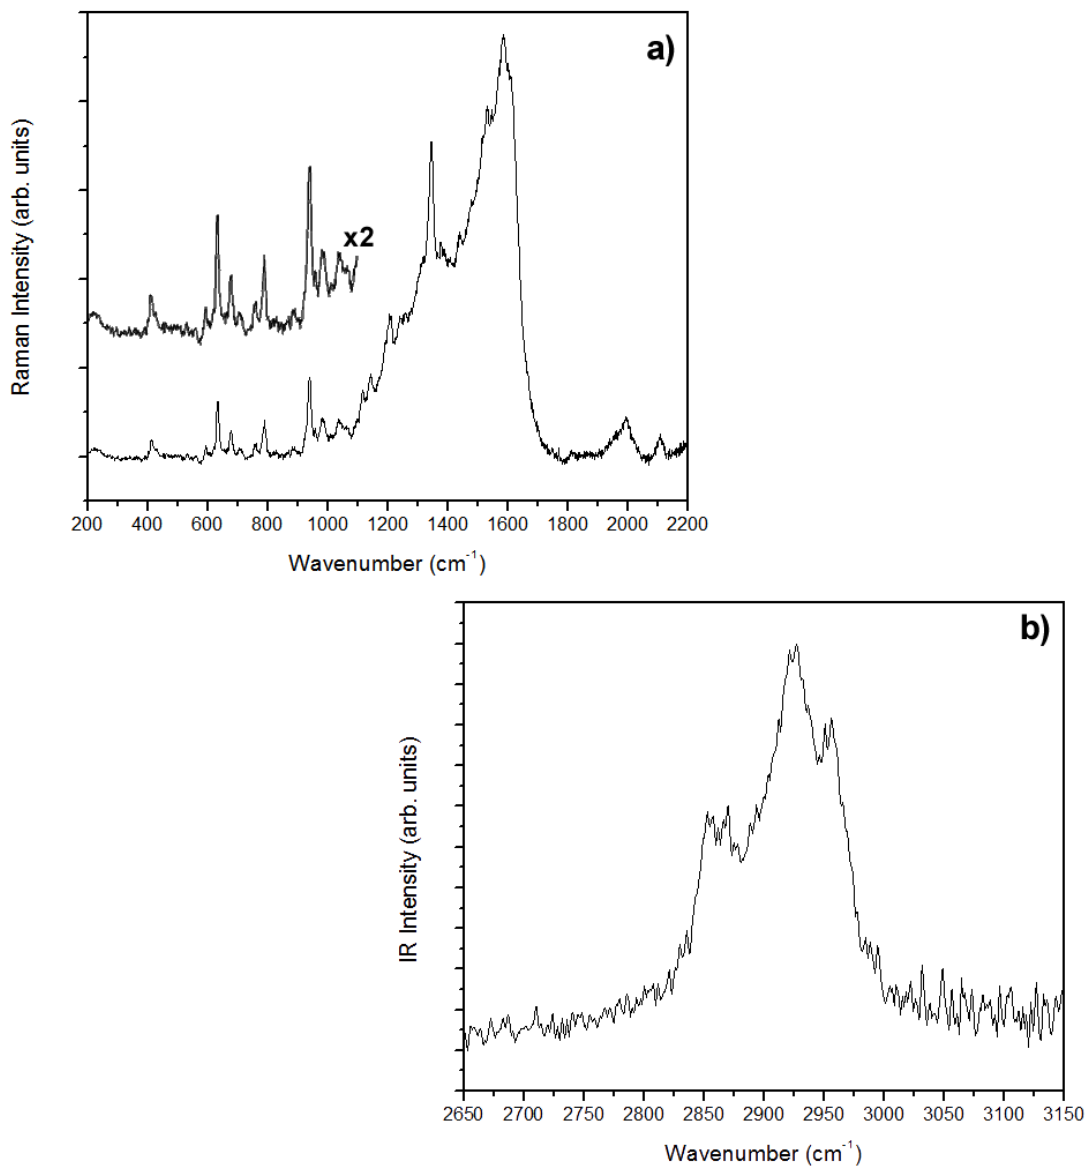 a)
Raman Intensity (arb. units)
x2
200 400 600 800 1000 1200 1400 1600 1800 2000 2200
Wavenumber (cm⁻¹)
b)
IR Intensity (arb. units)
2650 2700 2750 2800 2850 2900 2950 3000 3050 3100 3150
Wavenumber (cm⁻¹)